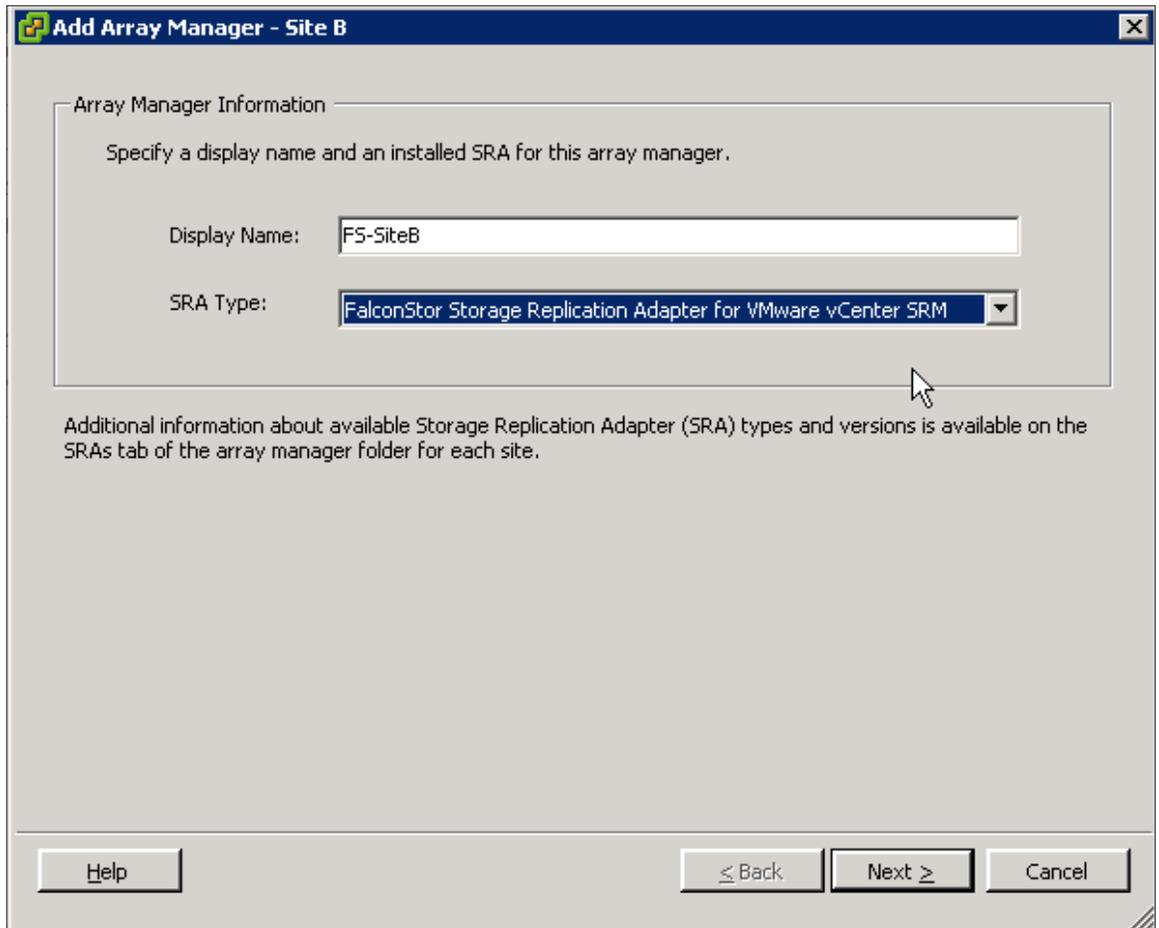 Add Array Manager - Site B
Array Manager Information
Specify a display name and an installed SRA for this array manager.
Display Name: FS-SiteB
SRA Type: FalconStor Storage Replication Adapter for VMware vCenter SRM
Additional information about available Storage Replication Adapter (SRA) types and versions is available on the
SRAs tab of the array manager folder for each site.
Help < Back Next > Cancel